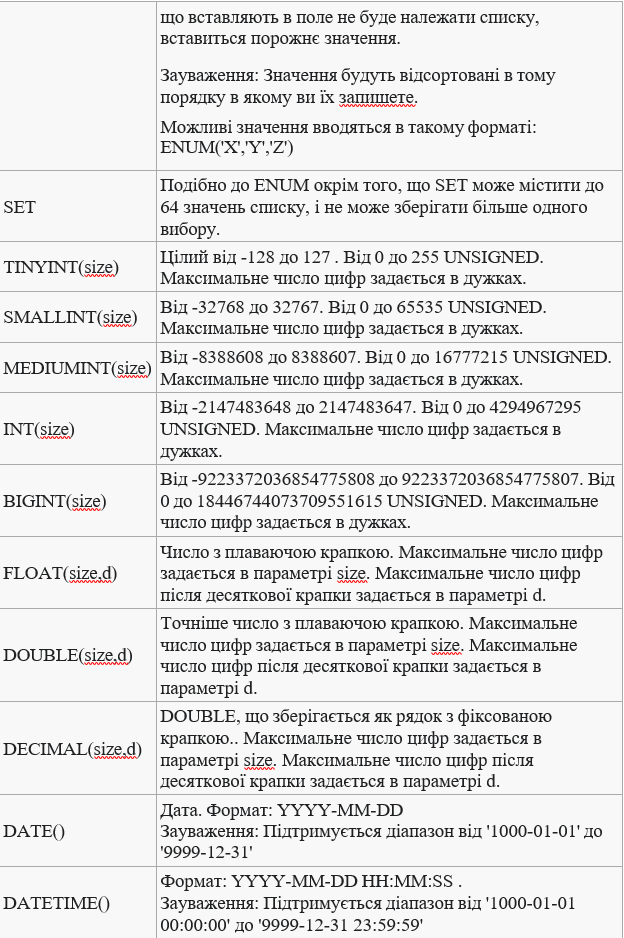 що вставляють в поле не буде належати списку,
вставиться порожнє значення.
Зауваження: Значення будуть відсортовані в тому
порядку в якому ви їх запишете.
Можливі значення вводяться в такому форматі:
ENUM('X','Y','Z')
SET
Подібно до ENUM окрім того, що SET може містити до
64 значень списку, і не може зберігати більше одного
вибору.
TINYINT(size)
Цілий від -128 до 127 . Від 0 до 255 UNSIGNED.
Максимальне число цифр задається в дужках.
SMALLINT(size)
Від -32768 до 32767. Від 0 до 65535 UNSIGNED.
Максимальне число цифр задається в дужках.
MEDIUMINT(size)
Від -8388608 до 8388607. Від 0 до 16777215 UNSIGNED.
Максимальне число цифр задається в дужках.
INT(size)
Від -2147483648 до 2147483647. Від 0 до 4294967295
UNSIGNED. Максимальне число цифр задається в
дужках.
BIGINT(size)
Від -9223372036854775808 до 9223372036854775807. Від
0 до 18446744073709551615 UNSIGNED. Максимальне
число цифр задається в дужках.
FLOAT(size,d)
Число з плаваючою крапкою. Максимальне число цифр
задається в параметрі size. Максимальне число цифр
після десяткової крапки задається в параметрі d.
DOUBLE(size,d)
Точніше число з плаваючою крапкою. Максимальне
число цифр задається в параметрі size. Максимальне
число цифр після десяткової крапки задається в
параметрі d.
DECIMAL(size,d)
DOUBLE, що зберігається як рядок з фіксованою
крапкою.. Максимальне число цифр задається в
параметрі size. Максимальне число цифр після
десяткової крапки задається в параметрі d.
DATE()
Дата. Формат: YYYY-MM-DD
Зауваження: Підтримується діапазон від '1000-01-01' до
'9999-12-31'
DATETIME()
Формат: YYYY-MM-DD HH:MM:SS .
Зауваження: Підтримується діапазон від '1000-01-01
00:00:00' до '9999-12-31 23:59:59'